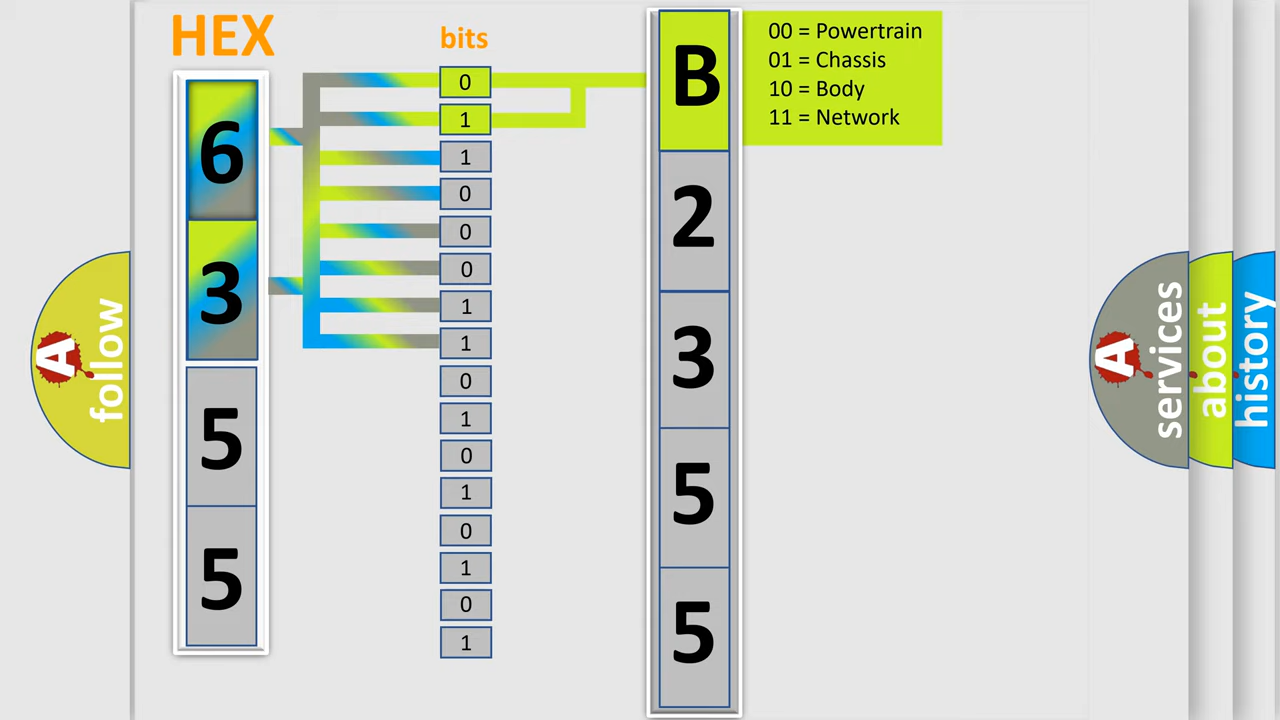 HEX
bits
6
3
5
5
0
1
1
0
0
0
1
1
0
1
0
1
0
1
0
1
B
2
3
5
5
00 = Powertrain
01 = Chassis
10 = Body
11 = Network
A
follow
A
services
about
history